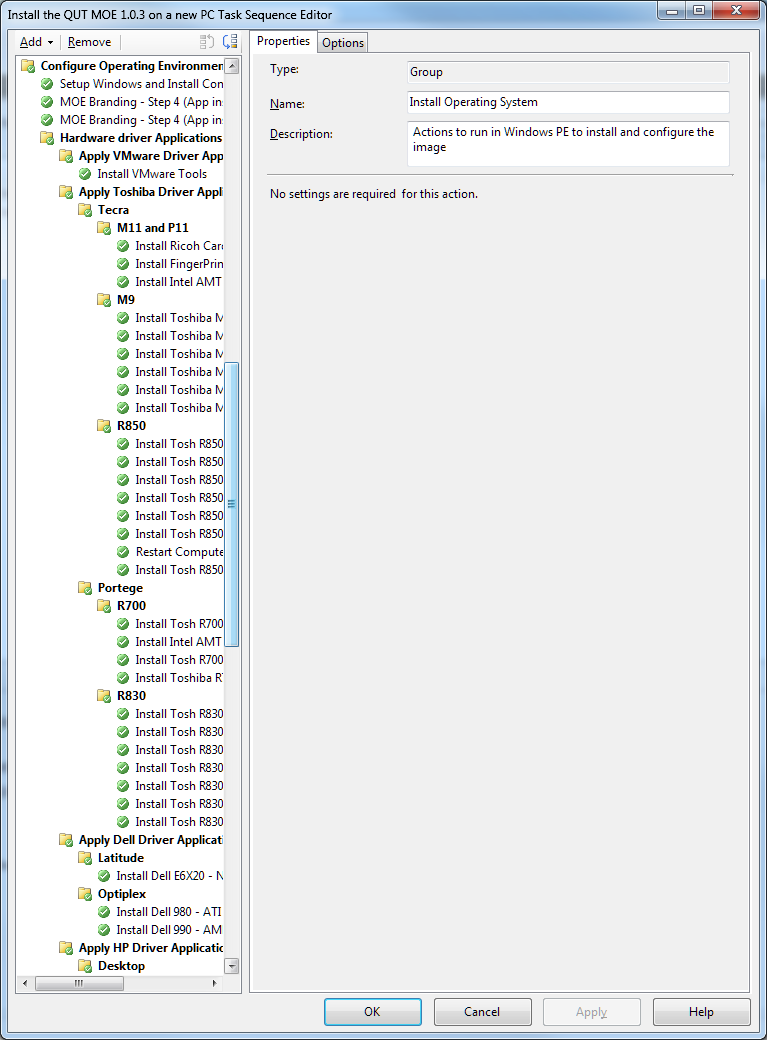 Install the QUT MOE 1.0.3 on a new PC Task Sequence Editor
Add Remove
Configure Operating Environmen
Setup Windows and Install Con
MOE Branding - Step 4 (App in
MOE Branding - Step 4 (App in
Hardware driver Applications
Apply VMware Driver App
Install VMware Tools
Apply Toshiba Driver Appl
Tecra
M11 and P11
Install Ricoh Card
Install FingerPrin
Install Intel AMT
M9
Install Toshiba M
Install Toshiba M
Install Toshiba M
Install Toshiba M
Install Toshiba M
Install Toshiba M
R850
Install Tosh R850
Install Tosh R850
Install Tosh R850
Install Tosh R850
Install Tosh R850
Install Tosh R850
Restart Compute
Install Tosh R850
Portege
R700
Install Tosh R700
Install Intel AMT
Install Tosh R700
Install Toshiba R7
R830
Install Tosh R830
Install Tosh R830
Install Tosh R830
Install Tosh R830
Install Tosh R830
Install Tosh R830
Install Tosh R830
Apply Dell Driver Applicati
Latitude
Install Dell E6X20 - N
Optiplex
Install Dell 980 - ATI
Install Dell 990 - AM
Apply HP Driver Applicatio
Desktop
Properties Options
Type: Group
Name: Install Operating System
Description: Actions to run in Windows PE to install and configure the
image
No settings are required for this action.
OK Cancel Apply Help